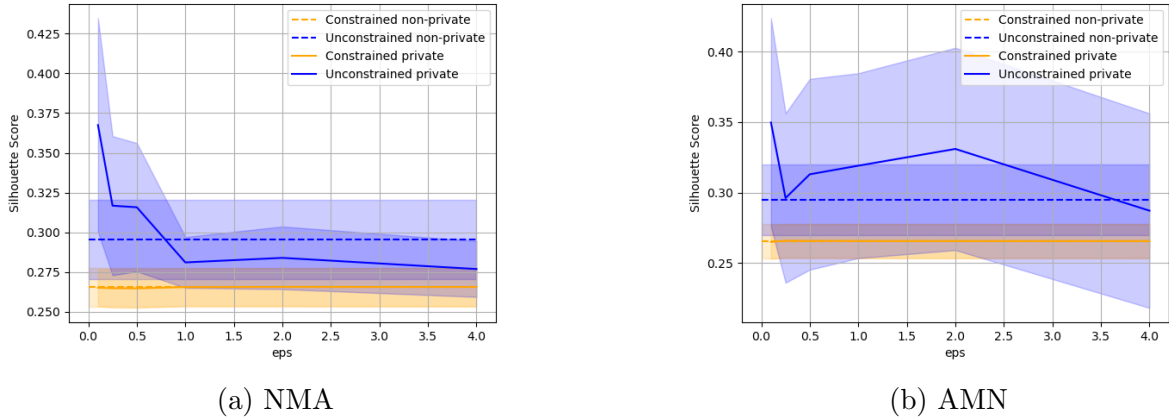 Constrained non-private
Unconstrained non-private
Constrained private
Unconstrained private
0.425
0.400
0.375
0.350
0.325
0.300
0.275
0.250
Silhouette Score
0.0 0.5 1.0 1.5 2.0 2.5 3.0 3.5 4.0
eps
(a) NMA
Constrained non-private
Unconstrained non-private
Constrained private
Unconstrained private
0.40
0.35
0.30
0.25
Silhouette Score
0.0 0.5 1.0 1.5 2.0 2.5 3.0 3.5 4.0
eps
(b) AMN